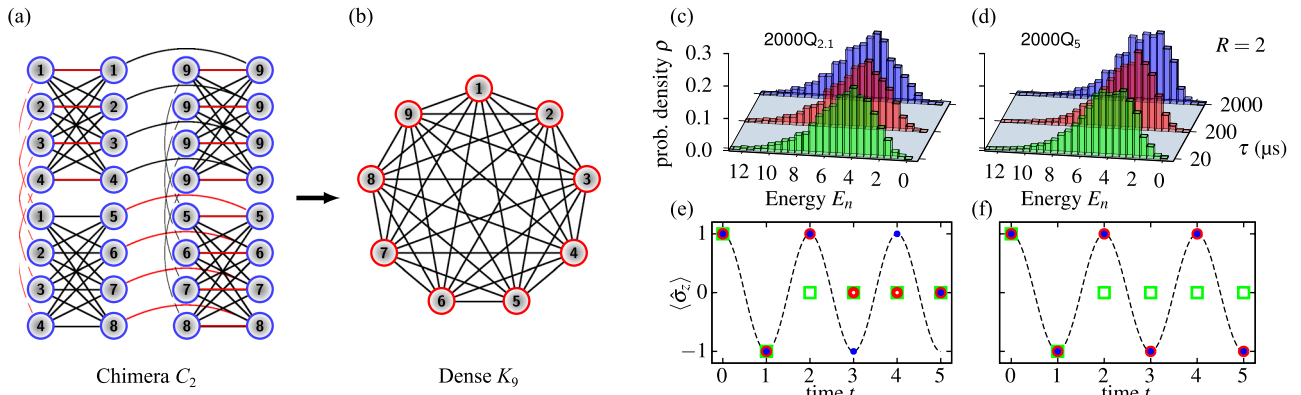 (a)
1 1 9 9
2 2 9 9
3 3 9 9
4 4 9 9
1 5 9 5
2 6 6 6
3 7 7 7
4 8 8 8
Chimera C₂
(b)
1
2
3
4
5
6
7
8
9
Dense K₉
(c)
2000Q₂.₁
prob. density ρ
0.3
0.2
0.1
0.0
12 10 8 6 4 2 0
Energy Eₙ
(d)
2000Q₅
R = 2
2000
200
20
τ (μs)
12 10 8 6 4 2 0
Energy Eₙ
(e)
⟨σ̂z⟩
1
0
−1
0 1 2 3 4 5
time t
(f)
0 1 2 3 4 5
time t